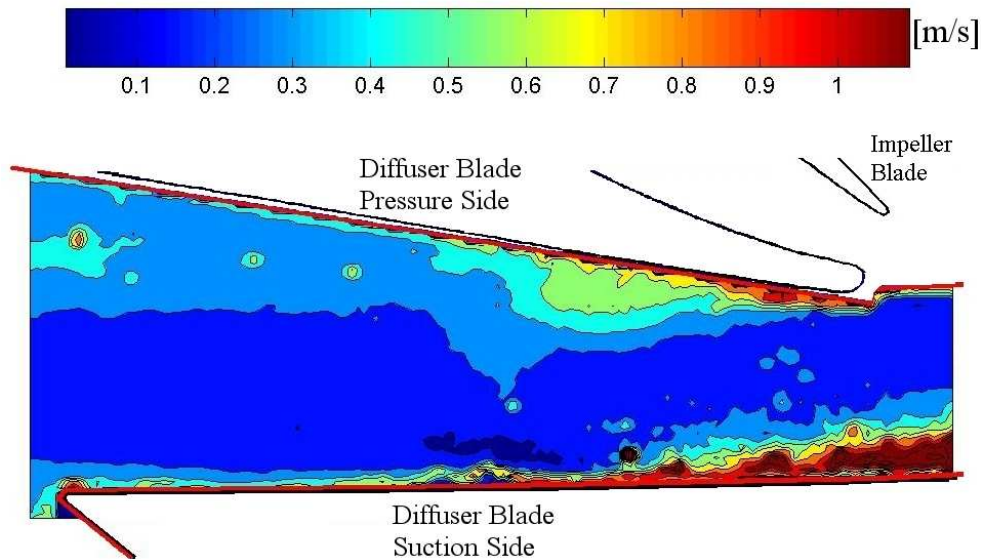 [m/s]
0.1 0.2 0.3 0.4 0.5 0.6 0.7 0.8 0.9 1
Impeller
Blade
Diffuser Blade
Pressure Side
Diffuser Blade
Suction Side